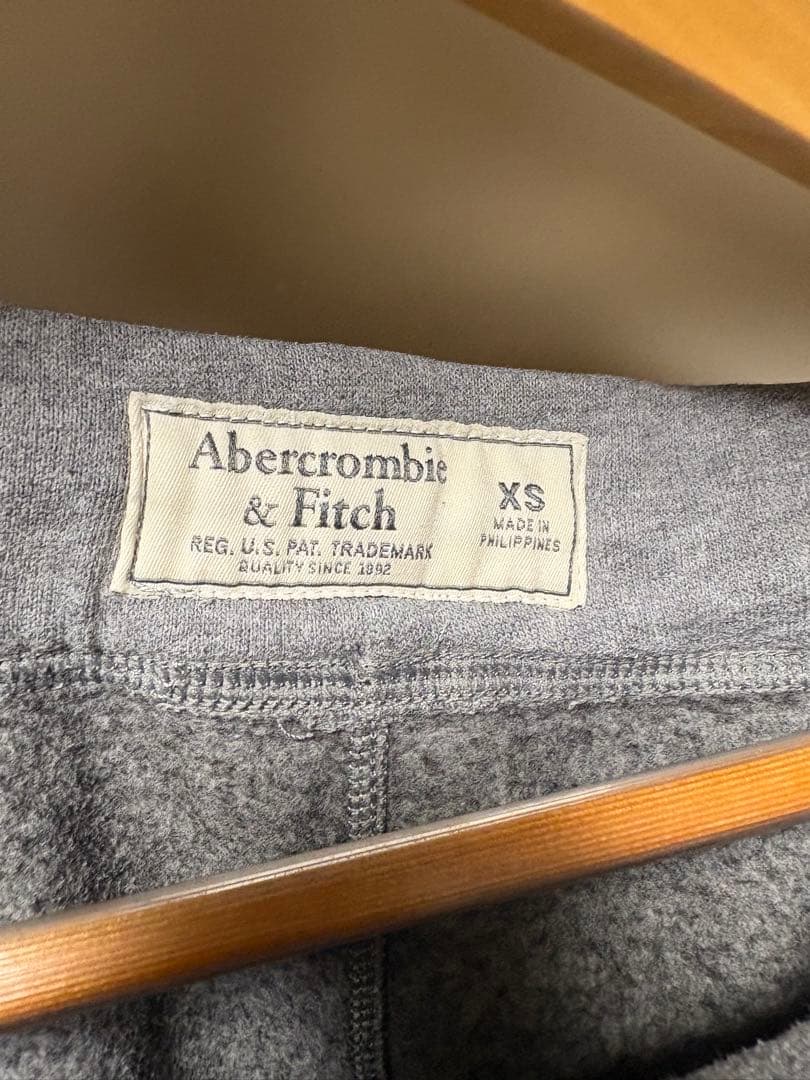 Abercrombie
& Fitch
REG. U.S. PAT. TRADEMARK
QUALITY SINCE 1892
XS
MADE IN
PHILIPPINES